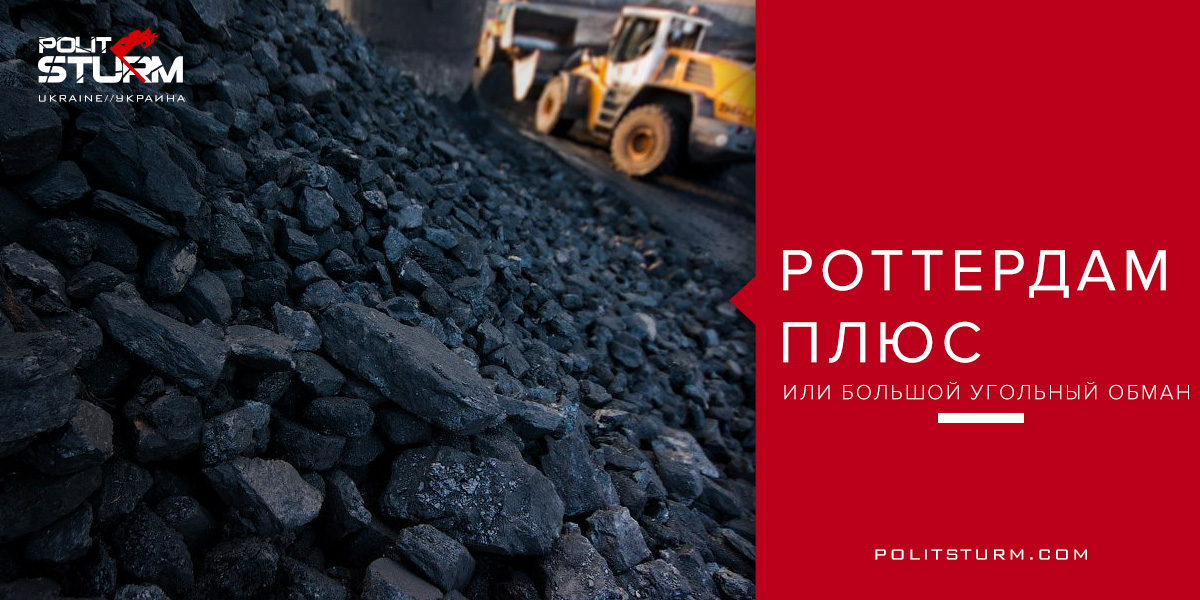 POLIT
STURM
UKRAINE//УКРАИНА
РОТТЕРДАМ
ПЛЮС
ИЛИ БОЛЬШОЙ УГОЛЬНЫЙ ОБМАН
POLITSTURM.COM